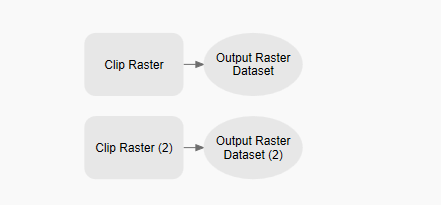 Clip Raster
Output Raster
Dataset
Clip Raster (2)
Output Raster
Dataset (2)